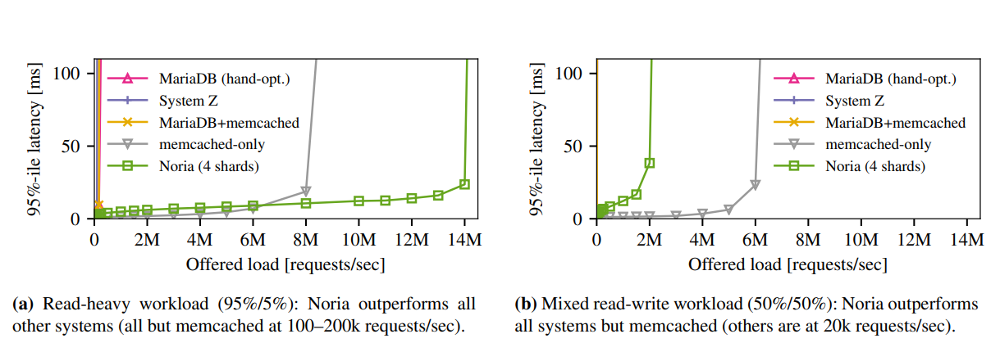 95%-ile latency [ms]
100
50
0
MariaDB (hand-opt.)
System Z
MariaDB+memcached
memcached-only
Noria (4 shards)
0 2M 4M 6M 8M 10M 12M 14M
Offered load [requests/sec]
(a) Read-heavy workload (95%/5%): Noria outperforms all
other systems (all but memcached at 100–200k requests/sec).
95%-ile latency [ms]
100
50
0
MariaDB (hand-opt.)
System Z
MariaDB+memcached
memcached-only
Noria (4 shards)
0 2M 4M 6M 8M 10M 12M 14M
Offered load [requests/sec]
(b) Mixed read-write workload (50%/50%): Noria outperforms
all systems but memcached (others are at 20k requests/sec).